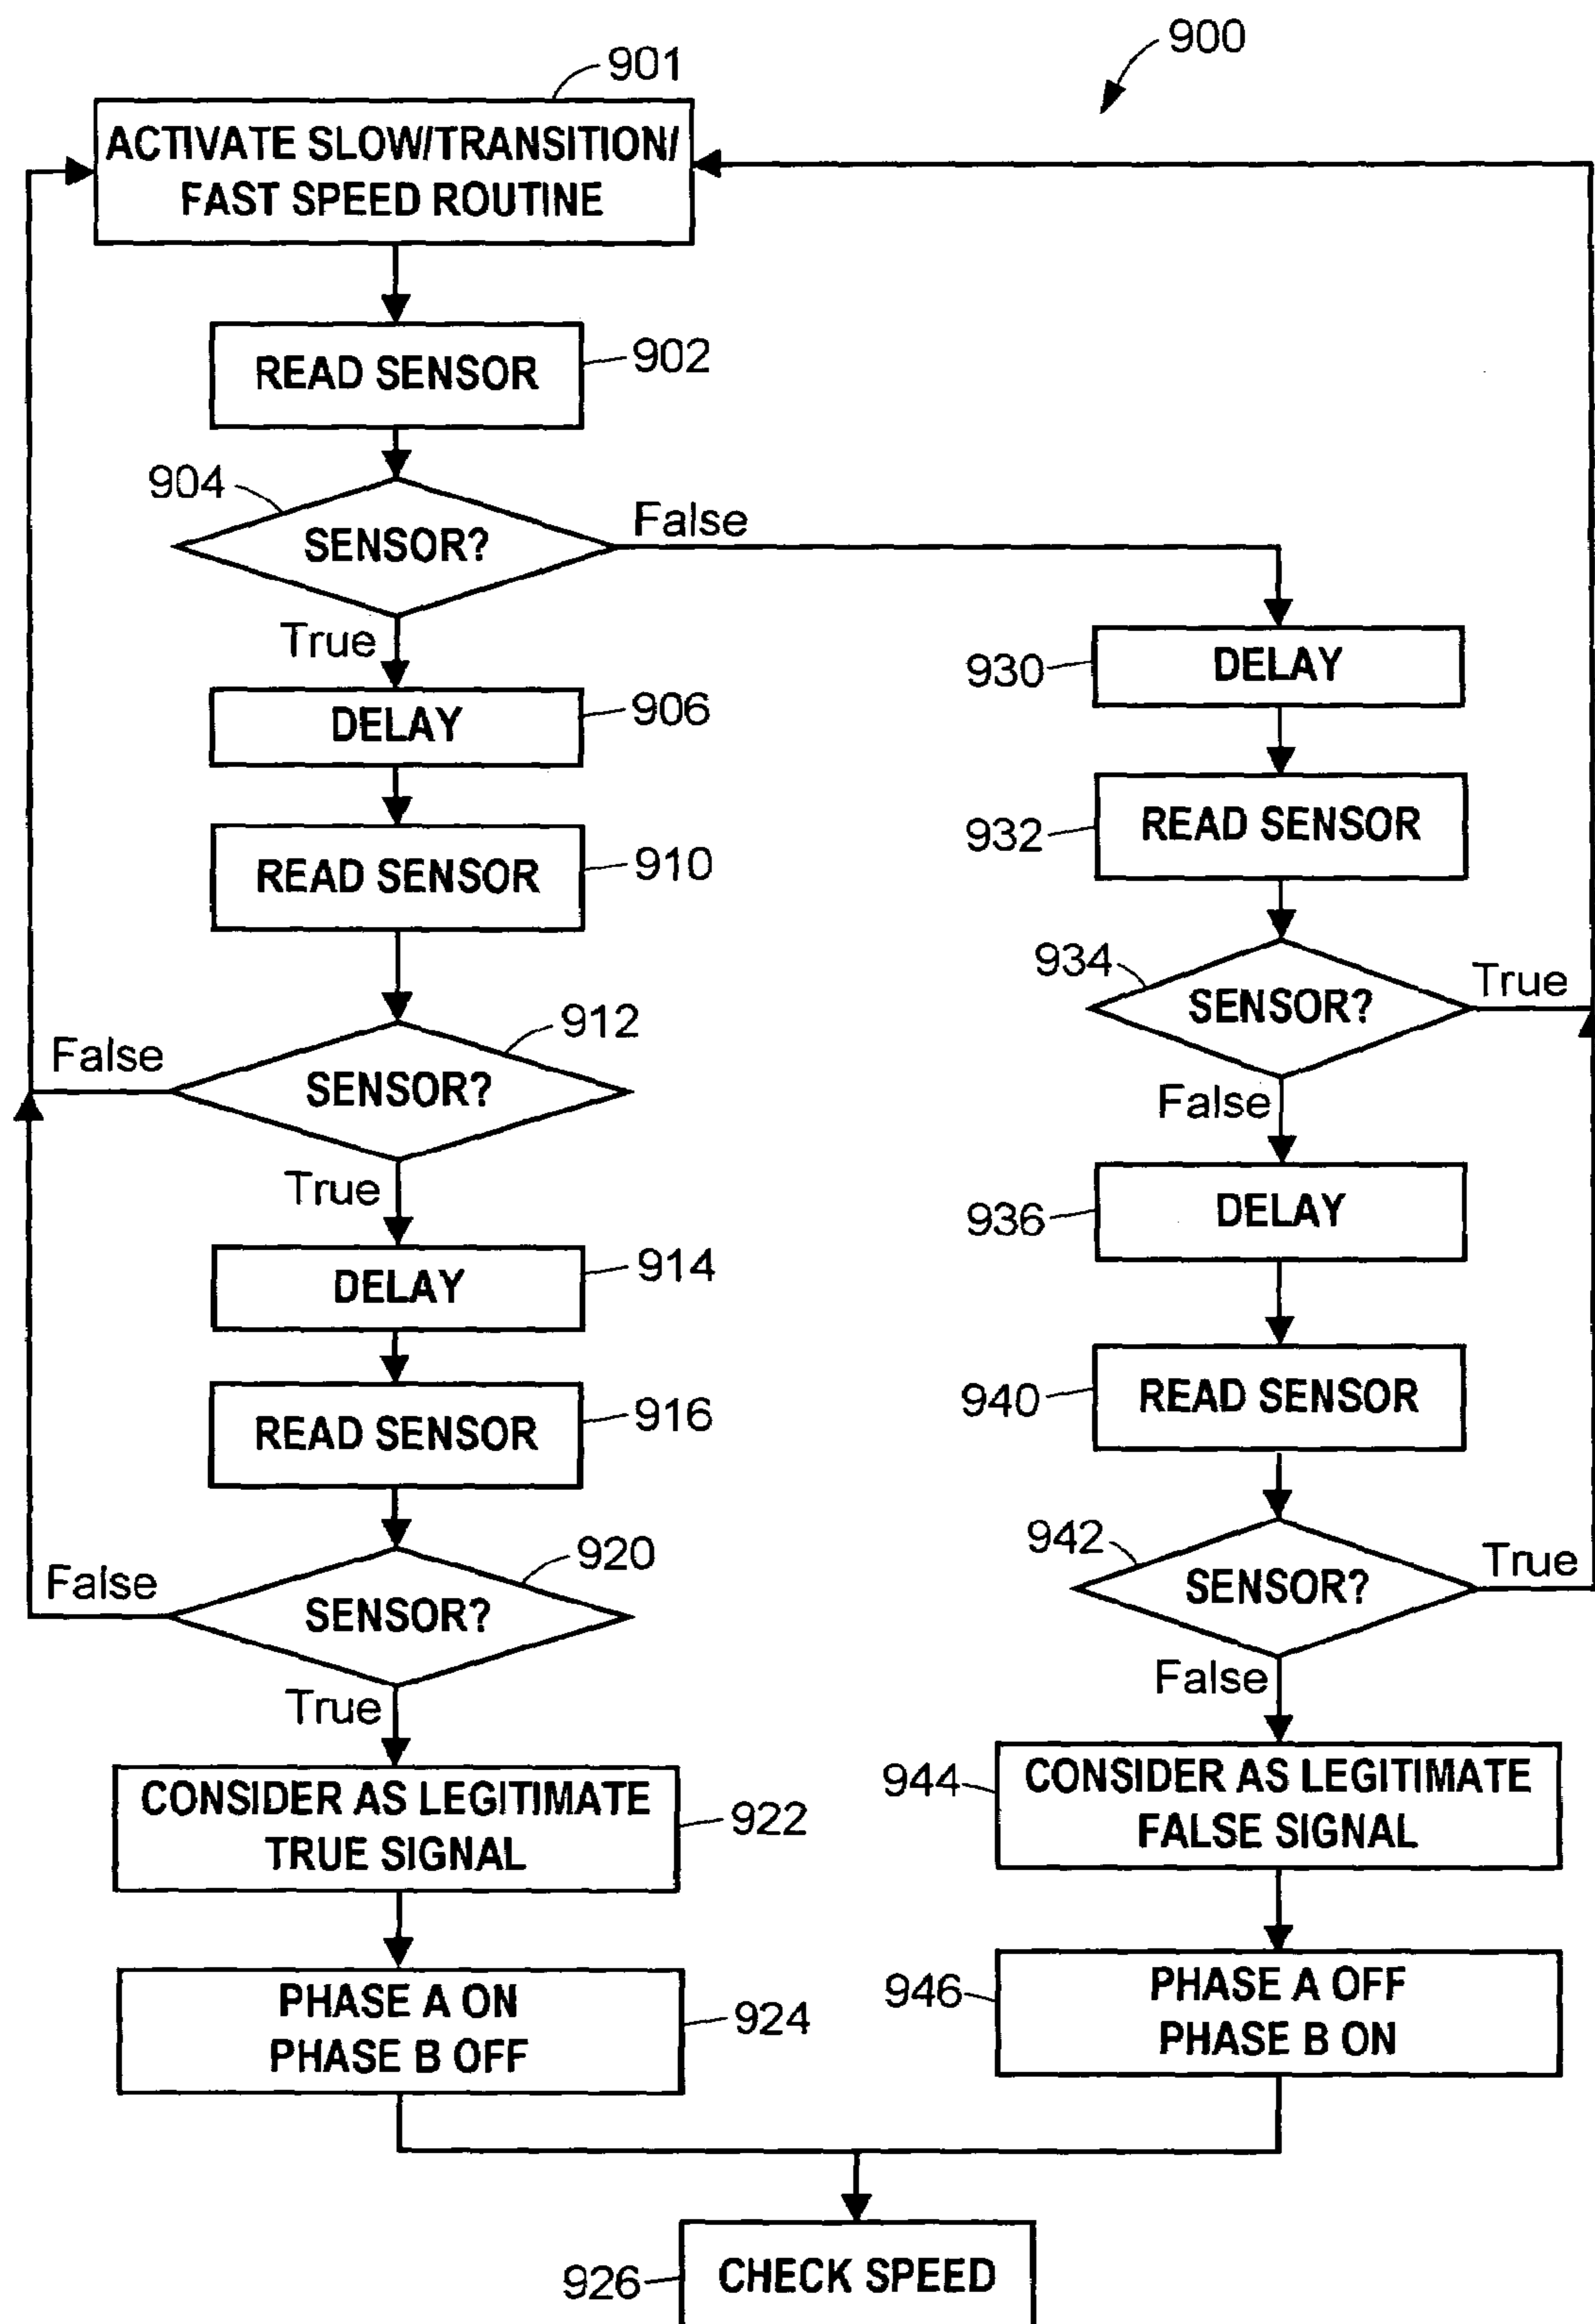 900
901
ACTIVATE SLOW/TRANSITION/
FAST SPEED ROUTINE
READ SENSOR
902
904
SENSOR?
False
True
DELAY
906
READ SENSOR
910
912
SENSOR?
False
True
DELAY
914
READ SENSOR
916
920
SENSOR?
False
True
CONSIDER AS LEGITIMATE
TRUE SIGNAL
922
PHASE A ON
PHASE B OFF
924
930
DELAY
932
READ SENSOR
934
SENSOR?
True
False
936
DELAY
940
READ SENSOR
942
SENSOR?
True
False
944
CONSIDER AS LEGITIMATE
FALSE SIGNAL
946
PHASE A OFF
PHASE B ON
926
CHECK SPEED